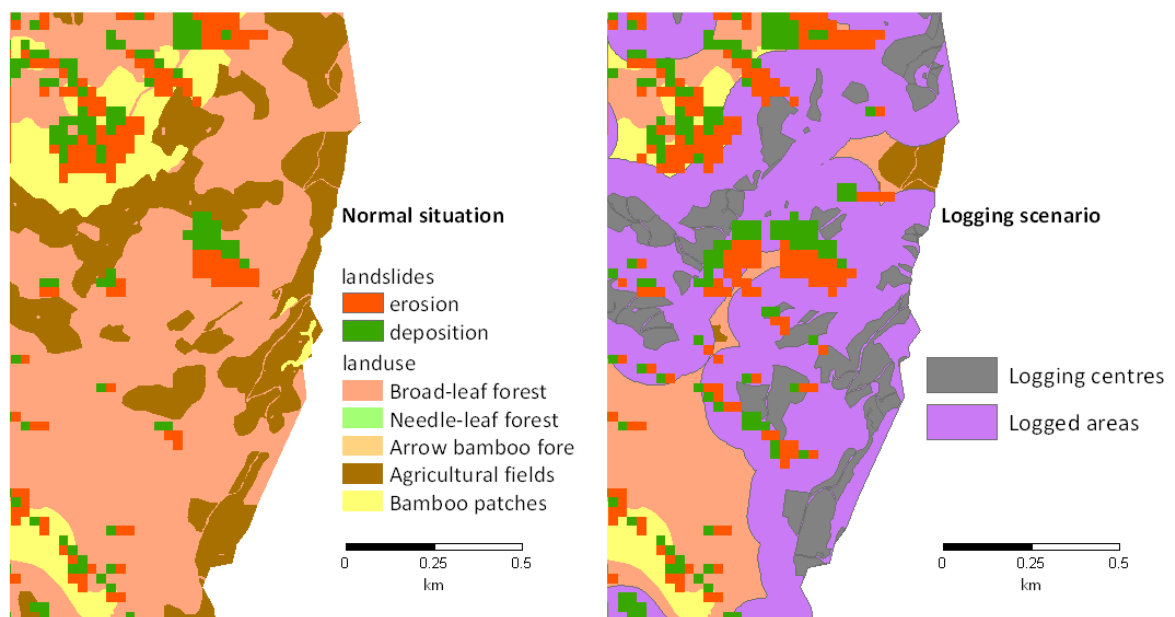 Normal situation
landslides
erosion
deposition
landuse
Broad-leaf forest
Needle-leaf forest
Arrow bamboo fore
Agricultural fields
Bamboo patches
0 0.25 0.5
km
Logging scenario
Logging centres
Logged areas
0 0.25 0.5
km